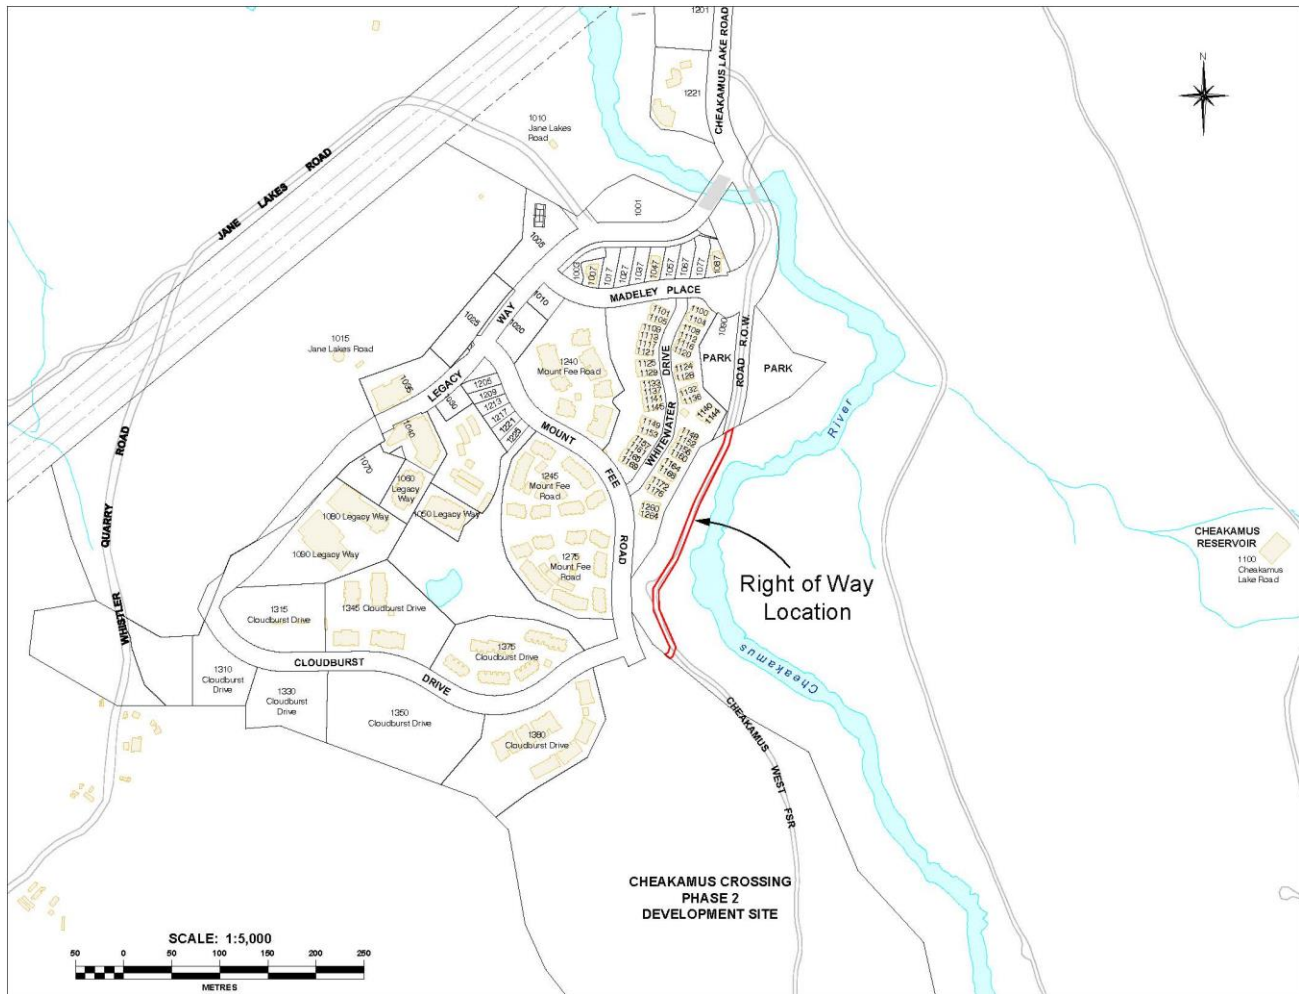 1201
CHEAKAMUS LAKE ROAD
1221
N
1010
Jane Lakes
Road
JANE LAKES ROAD
1001
1005
1003
1007
1017
1027
1037
1047
1057
1067
1077
1087
MADELEY PLACE
1010
1020
1025
LEGACY WAY
1101
1105
1109
1113
1117
1121
1125
1129
1133
1137
1141
1145
1149
1153
1157
1161
1165
1169
1100
1104
1108
1112
1116
1120
1124
1128
1132
1136
1140
1144
1148
1152
1156
1160
1164
1168
1172
1176
1260
1264
WHITEWATER DRIVE
1090
PARK
ROAD R.O.W.
PARK
1015
Jane Lakes Road
1240
Mount Fee Road
1095
1030
1040
1205
1209
1213
1217
1221
1225
MOUNT FEE ROAD
River
1070
1060
Legacy
Way
1245
Mount Fee
Road
1050 Legacy Way
1080 Legacy Way
1090 Legacy Way
1275
Mount Fee
Road
CHEAKAMUS
RESERVOIR
1100
Cheakamus
Lake Road
Right of Way
Location
WHISTLER QUARRY ROAD
1315
Cloudburst Drive
1345 Cloudburst Drive
1375
Cloudburst Drive
CLOUDBURST DRIVE
Cheakamus
1310
Cloudburst
Drive
1330
Cloudburst
Drive
1350
Cloudburst Drive
1380
Cloudburst Drive
CHEAKAMUS WEST FSR
CHEAKAMUS CROSSING
PHASE 2
DEVELOPMENT SITE
SCALE: 1:5,000
50 0 50 100 150 200 250
METRES